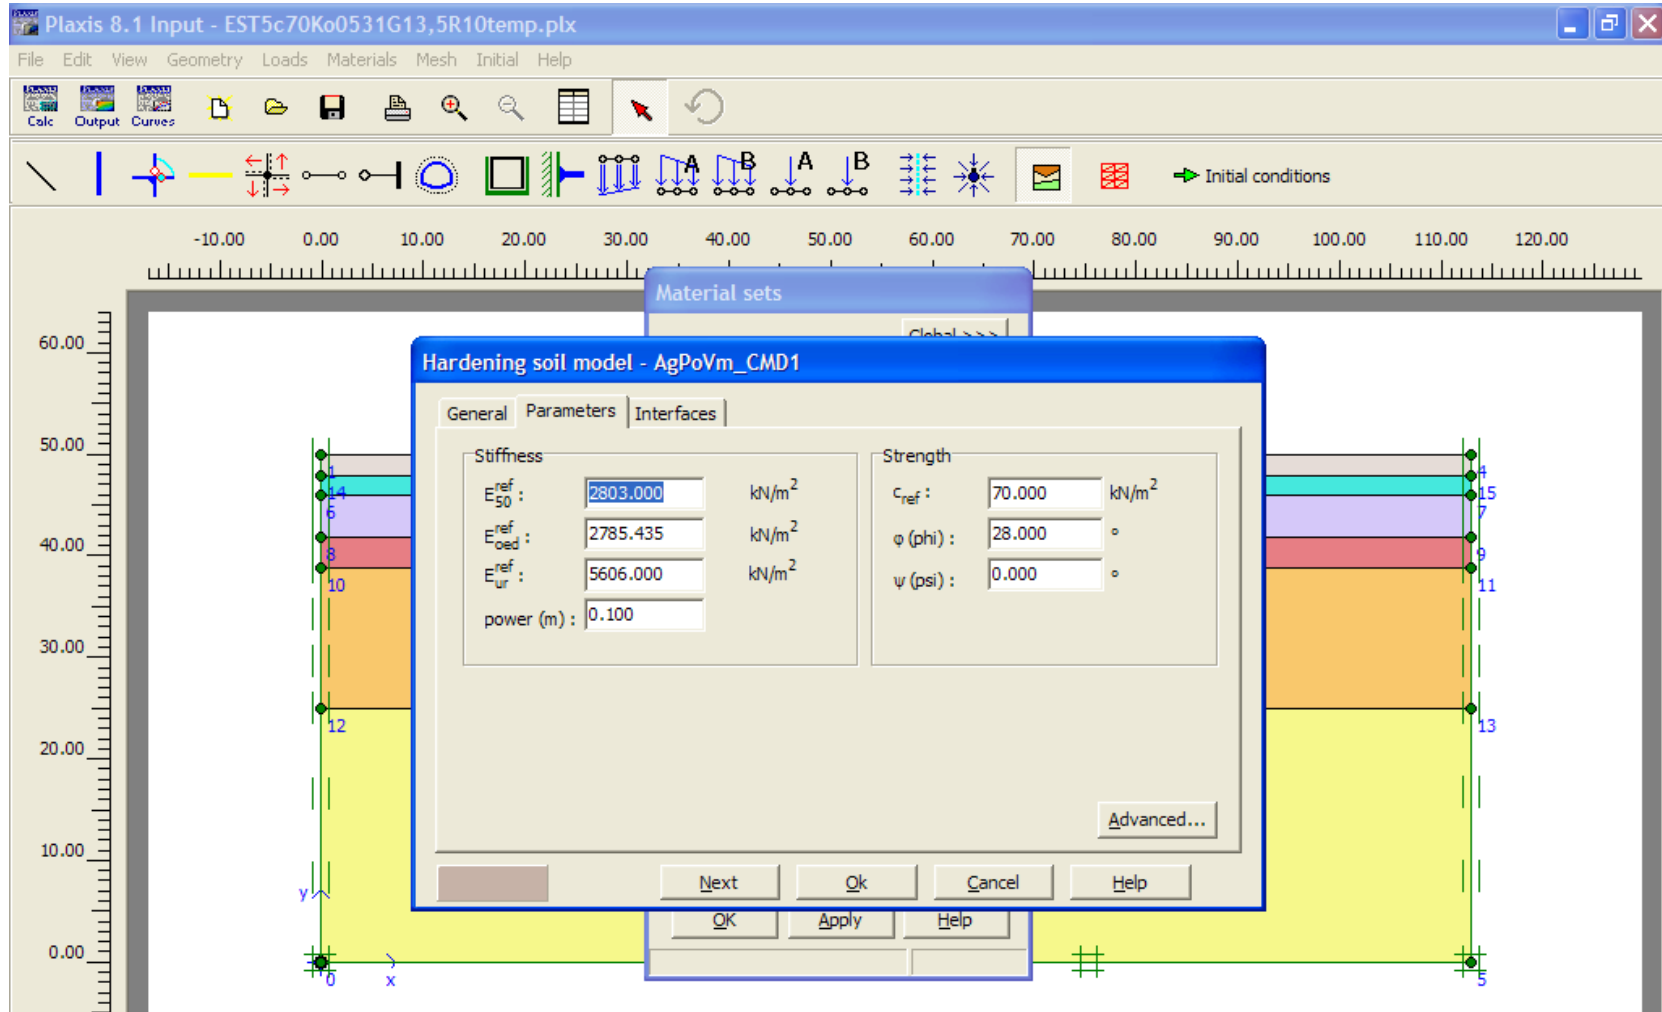 Plaxis 8.1 Input - EST5c70Ko0531G13,5R10temp.plx
File Edit View Geometry Loads Materials Mesh Initial Help
Calc Output Curves
A B A B Initial conditions
-10.00 0.00 10.00 20.00 30.00 40.00 50.00 60.00 70.00 80.00 90.00 100.00 110.00 120.00
Material sets
Global >>>
Hardening soil model - AgPoVm_CMD1
General Parameters Interfaces
Stiffness
E50ref : 2803.000 kN/m2
Eoedref : 2785.435 kN/m2
Eurref : 5606.000 kN/m2
power (m) : 0.100
Strength
cref : 70.000 kN/m2
φ (phi) : 28.000 °
ψ (psi) : 0.000 °
Advanced...
Next Ok Cancel Help
OK Apply Help
60.00
50.00
40.00
30.00
20.00
10.00
0.00
1 4
14 15
6 7
8 9
10 11
12 13
y
0 x 5